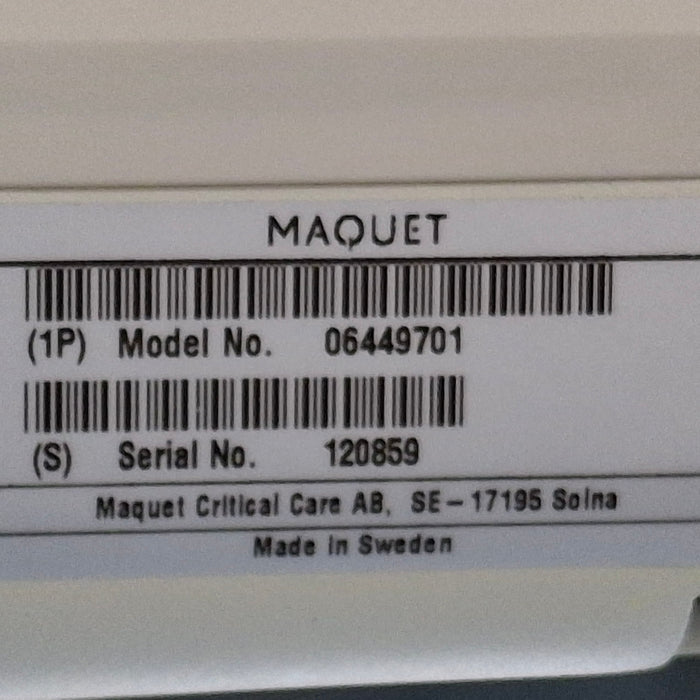 MAQUET
(1P) Model No. 06449701
(S) Serial No. 120859
Maquet Critical Care AB, SE-17195 Solna
Made in Sweden